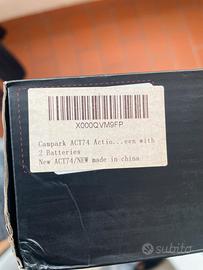 X000QVM9FP
Campark ACT74 Actio...een with
2 Batteries
New ACT74/NEW made in china
subito